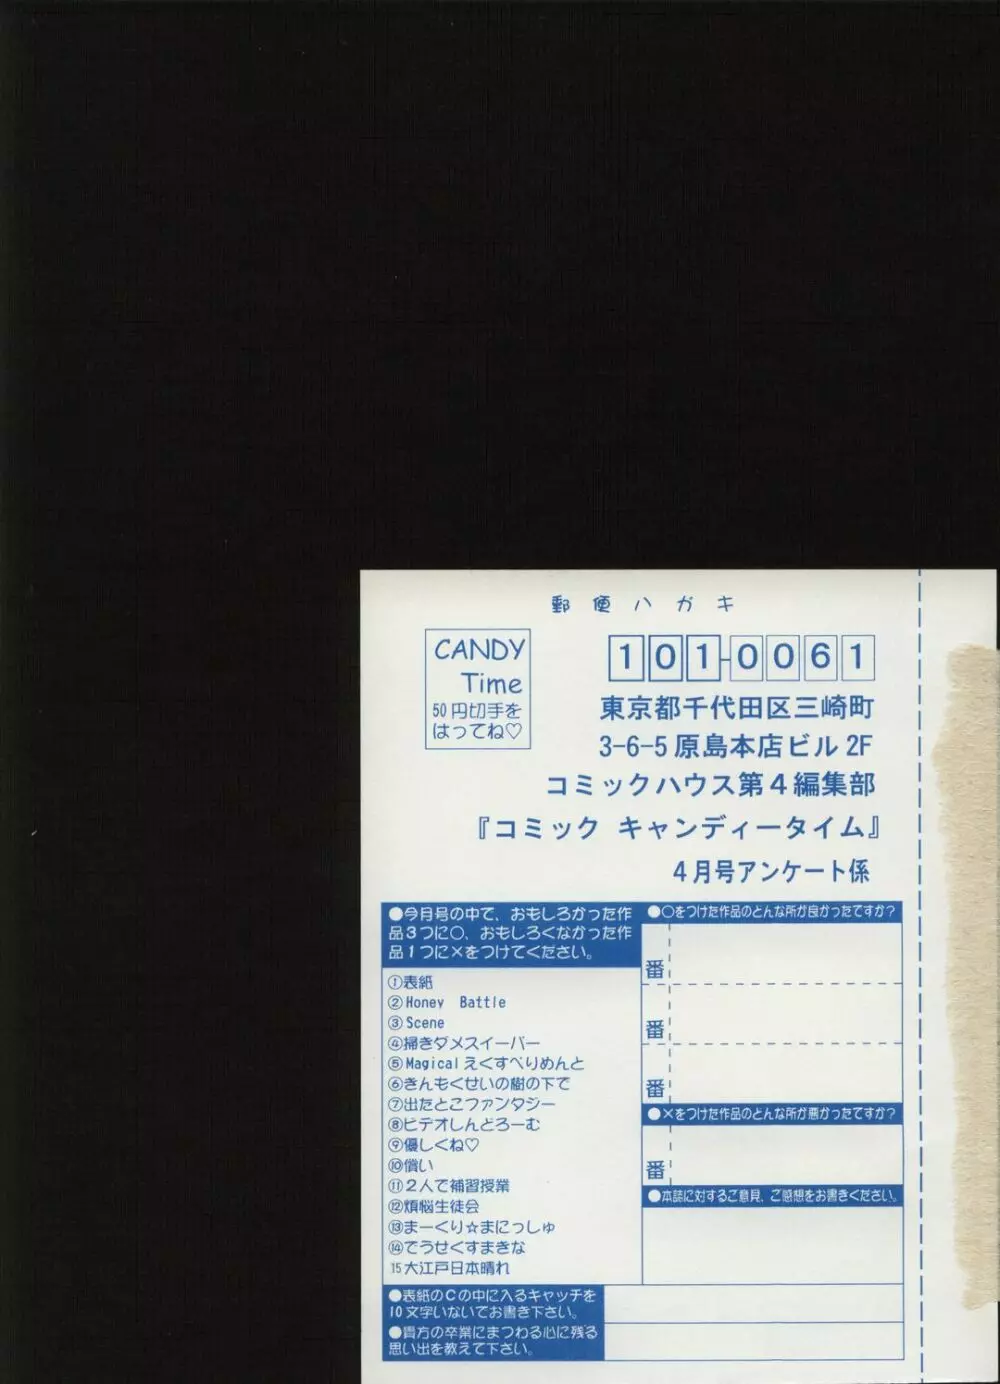 郵便ハガキ
CANDY
Time
50円切手を
はってね♡
101-0061
東京都千代田区三崎町
3-6-5原島本店ビル2F
コミックハウス第4編集部
『コミック キャンディータイム』
4月号アンケート係
●今月号の中で、おもしろかった作
品3つに○、おもしろくなかった作
品1つに×をつけてください。
①表紙
②Honey Battle
③Scene
④掃きダメスイーパー
⑤Magicalえくすぺりめんと
⑥きんもくせいの樹の下で
⑦出たとこファンタジー
⑧ビデオしんどろーむ
⑨優しくね♡
⑩償い
⑪2人で補習授業
⑫煩悩生徒会
⑬まーくり☆まにっしゅ
⑭てうせくすまきな
15大江戸日本晴れ
●○をつけた作品のどんな所が良かったですか?
番
番
番
●×をつけた作品のどんな所が悪かったですか?
番
●本誌に対するご意見、ご感想をお書きください。
●表紙のCの中に入るキャッチを
10文字いないでお書き下さい。
●貴方の卒業にまつわる心に残る
思い出を教えて下さい。